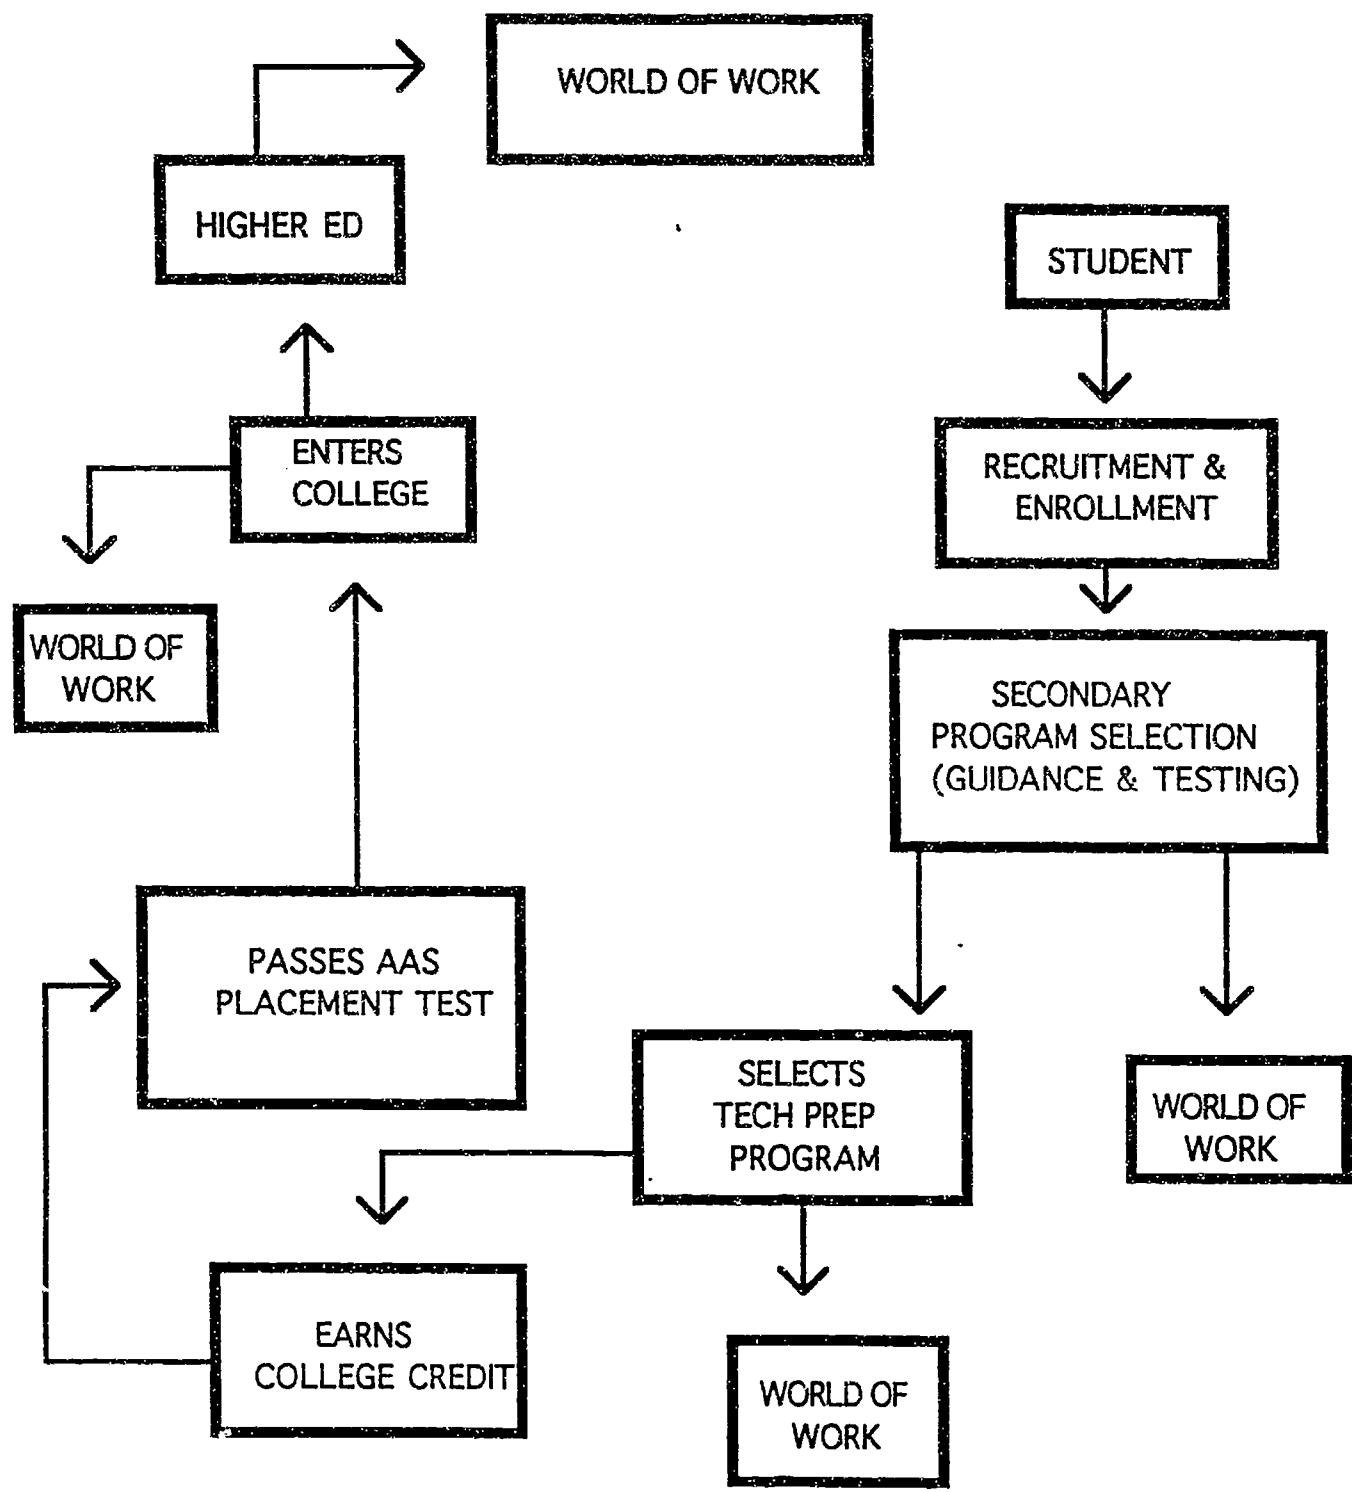 WORLD OF WORK
HIGHER ED
STUDENT
ENTERS
COLLEGE
RECRUITMENT &
ENROLLMENT
WORLD OF
WORK
SECONDARY
PROGRAM SELECTION
(GUIDANCE & TESTING)
PASSES AAS
PLACEMENT TEST
SELECTS
TECH PREP
PROGRAM
WORLD OF
WORK
EARNS
COLLEGE CREDIT
WORLD OF
WORK